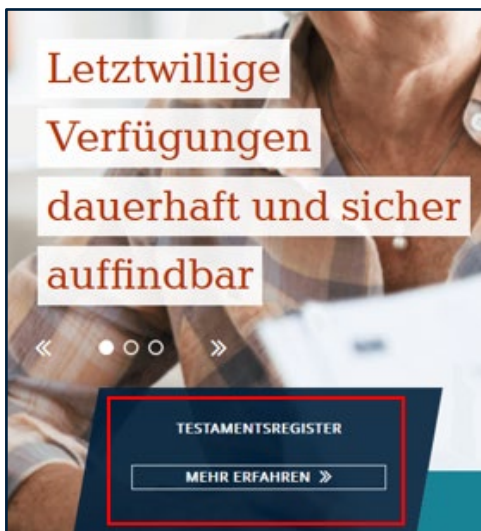 Letztwillige
Verfügungen
dauerhaft und sicher
auffindbar
TESTAMENTSREGISTER
MEHR ERFAHREN »